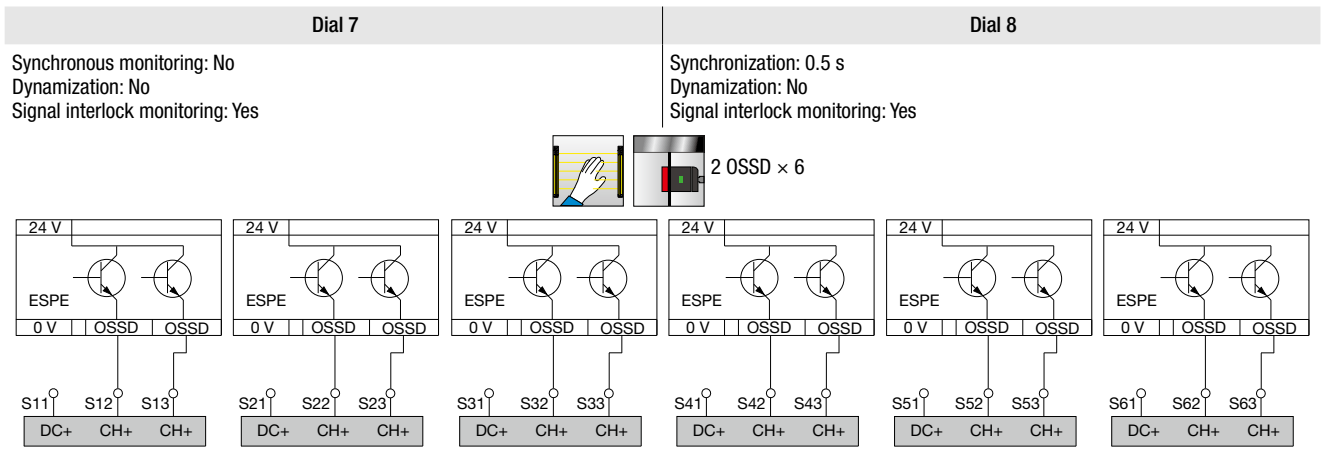 Dial 7 Dial 8
Synchronous monitoring: No Synchronization: 0.5 s
Dynamization: No Dynamization: No
Signal interlock monitoring: Yes Signal interlock monitoring: Yes
2 OSSD × 6
24 V 24 V 24 V 24 V 24 V 24 V
ESPE ESPE ESPE ESPE ESPE ESPE
0 V OSSD OSSD 0 V OSSD OSSD 0 V OSSD OSSD 0 V OSSD OSSD 0 V OSSD OSSD 0 V OSSD OSSD
S11 S12 S13 S21 S22 S23 S31 S32 S33 S41 S42 S43 S51 S52 S53 S61 S62 S63
DC+ CH+ CH+ DC+ CH+ CH+ DC+ CH+ CH+ DC+ CH+ CH+ DC+ CH+ CH+ DC+ CH+ CH+